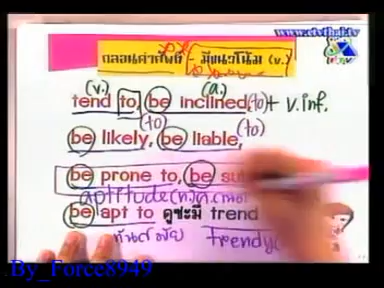 www.etvthai.tv
กลอนคำศัพท์ - มีแนวโน้ม (v.)
(v.) (a.)
tend to, be inclined, (to) + v.inf.
(to) (to)
be likely, be liable,
be prone to, be su
aptitude (n.)
be apt to ดูซะมี trend
trendy
By_Force8949